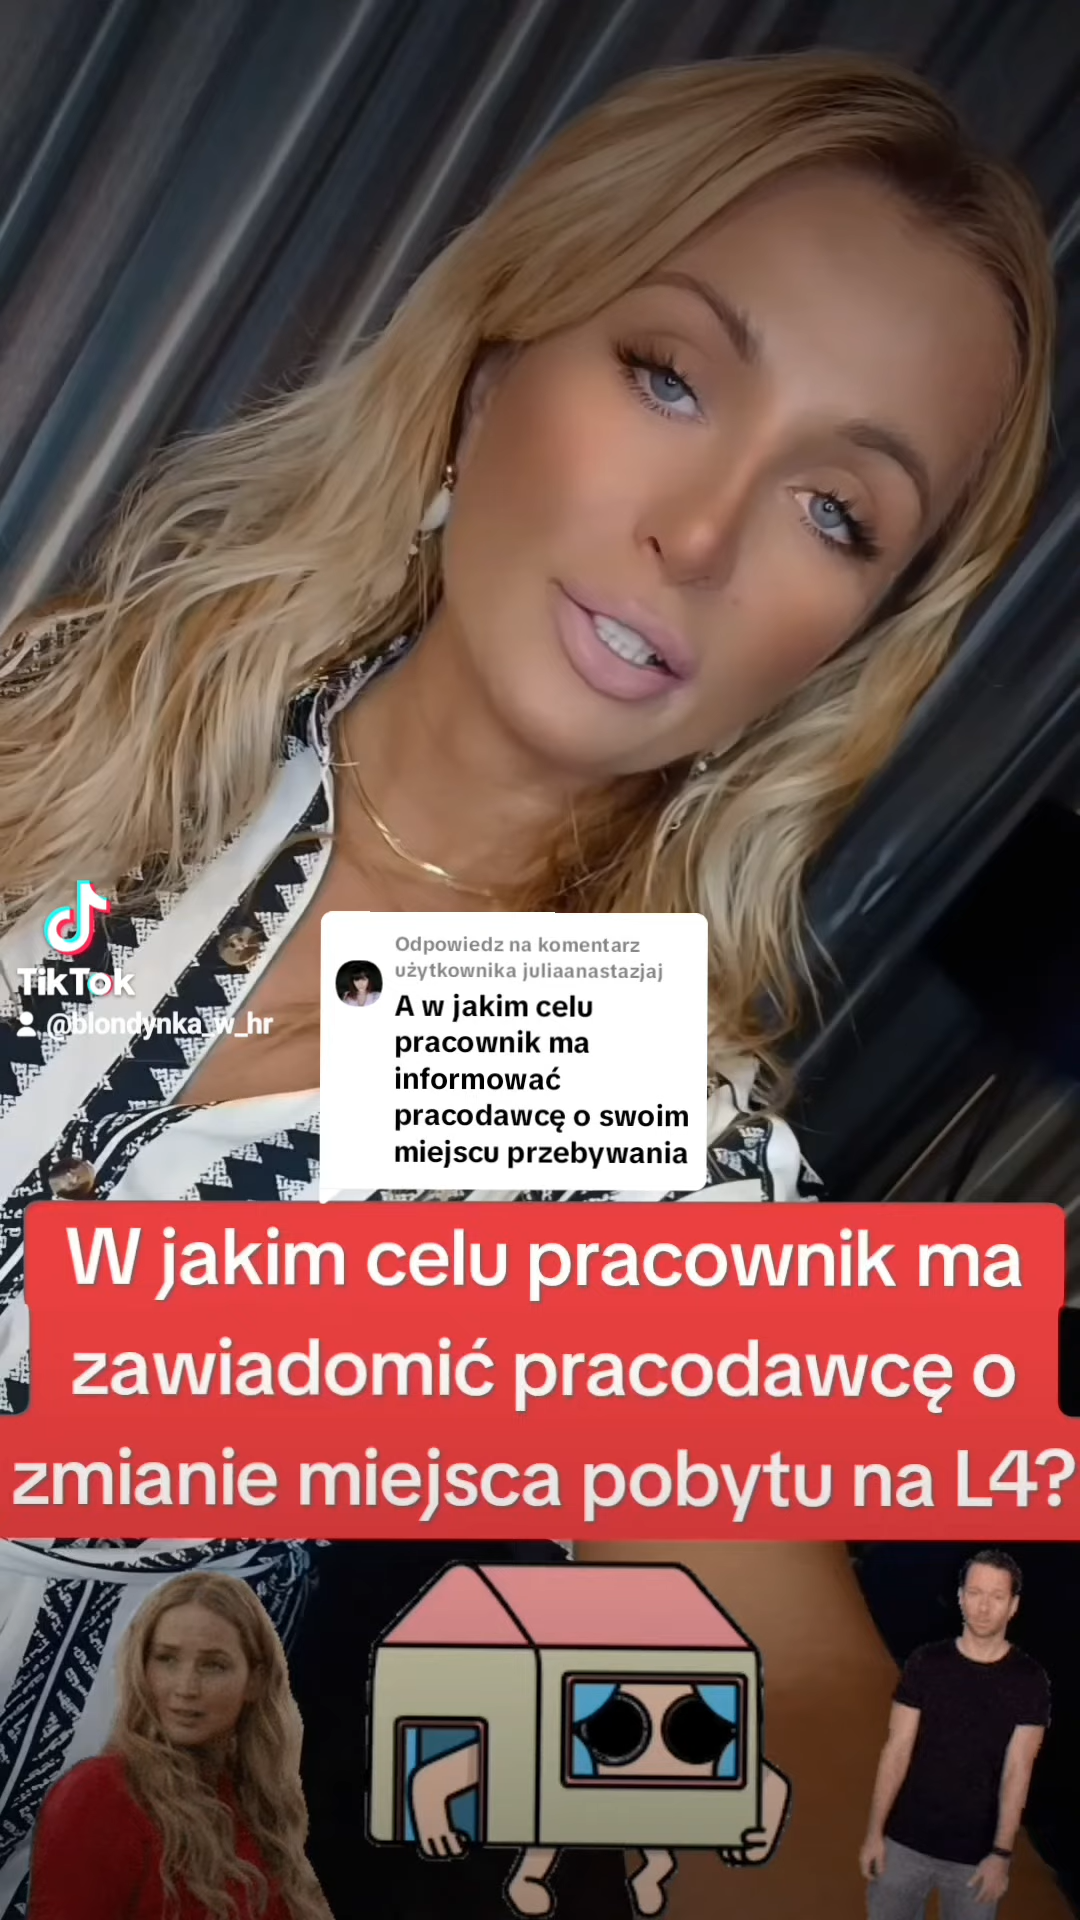 TikTok
@blondynka_w_hr
Odpowiedz na komentarz
użytkownika juliaanastazjaj
A w jakim celu
pracownik ma
informować
pracodawcę o swoim
miejscu przebywania
W jakim celu pracownik ma
zawiadomić pracodawcę o
zmianie miejsca pobytu na L4?